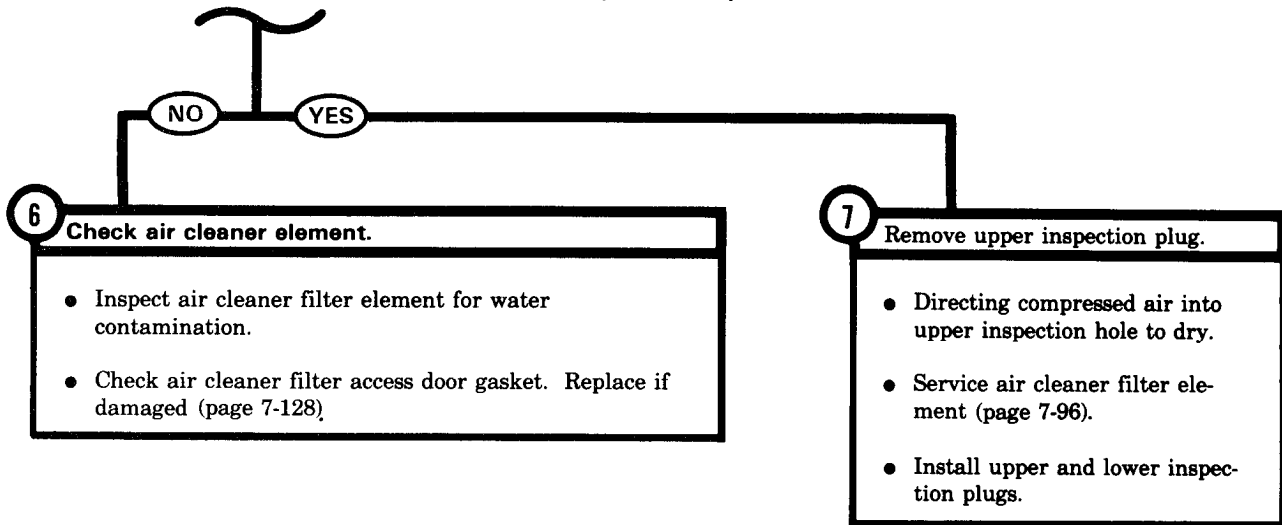 NO
YES
6
Check air cleaner element.
● Inspect air cleaner filter element for water
contamination.
● Check air cleaner filter access door gasket. Replace if
damaged (page 7-128).
7
Remove upper inspection plug.
● Directing compressed air into
upper inspection hole to dry.
● Service air cleaner filter ele-
ment (page 7-96).
● Install upper and lower inspec-
tion plugs.